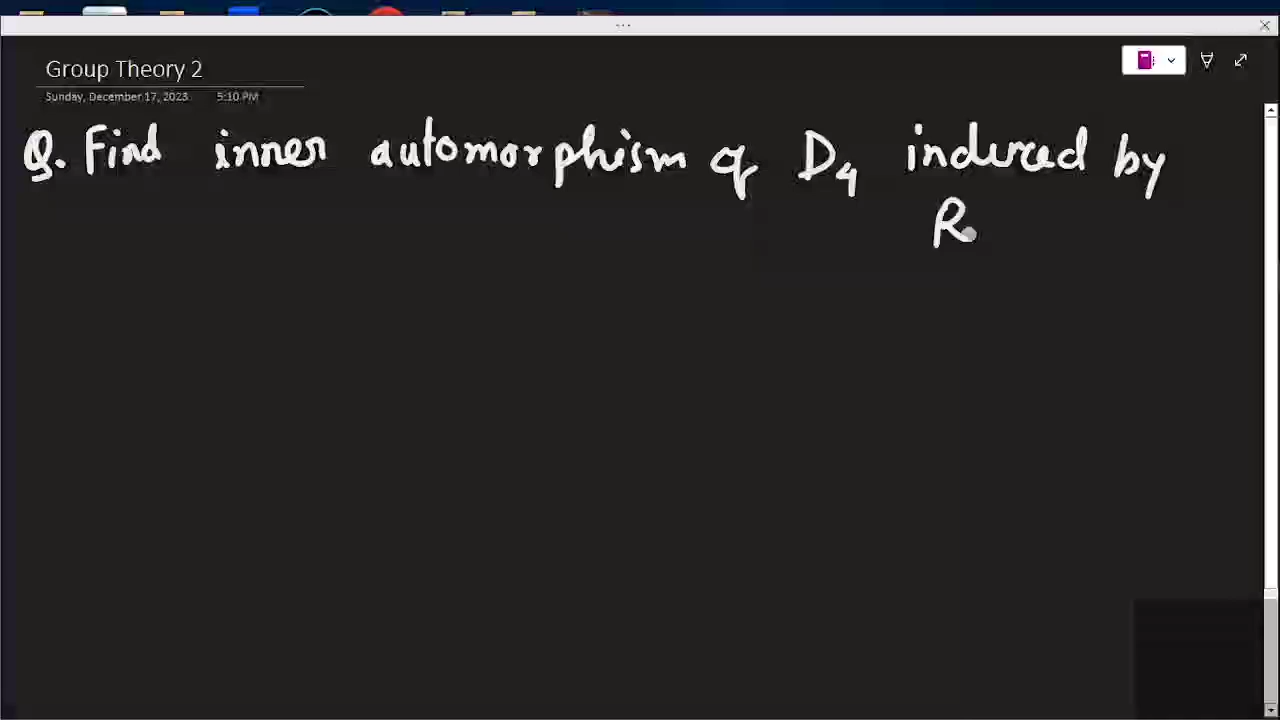 Group Theory 2
Sunday, December 17, 2023 5:10 PM
Q. Find inner automorphism of D4 induced by
R